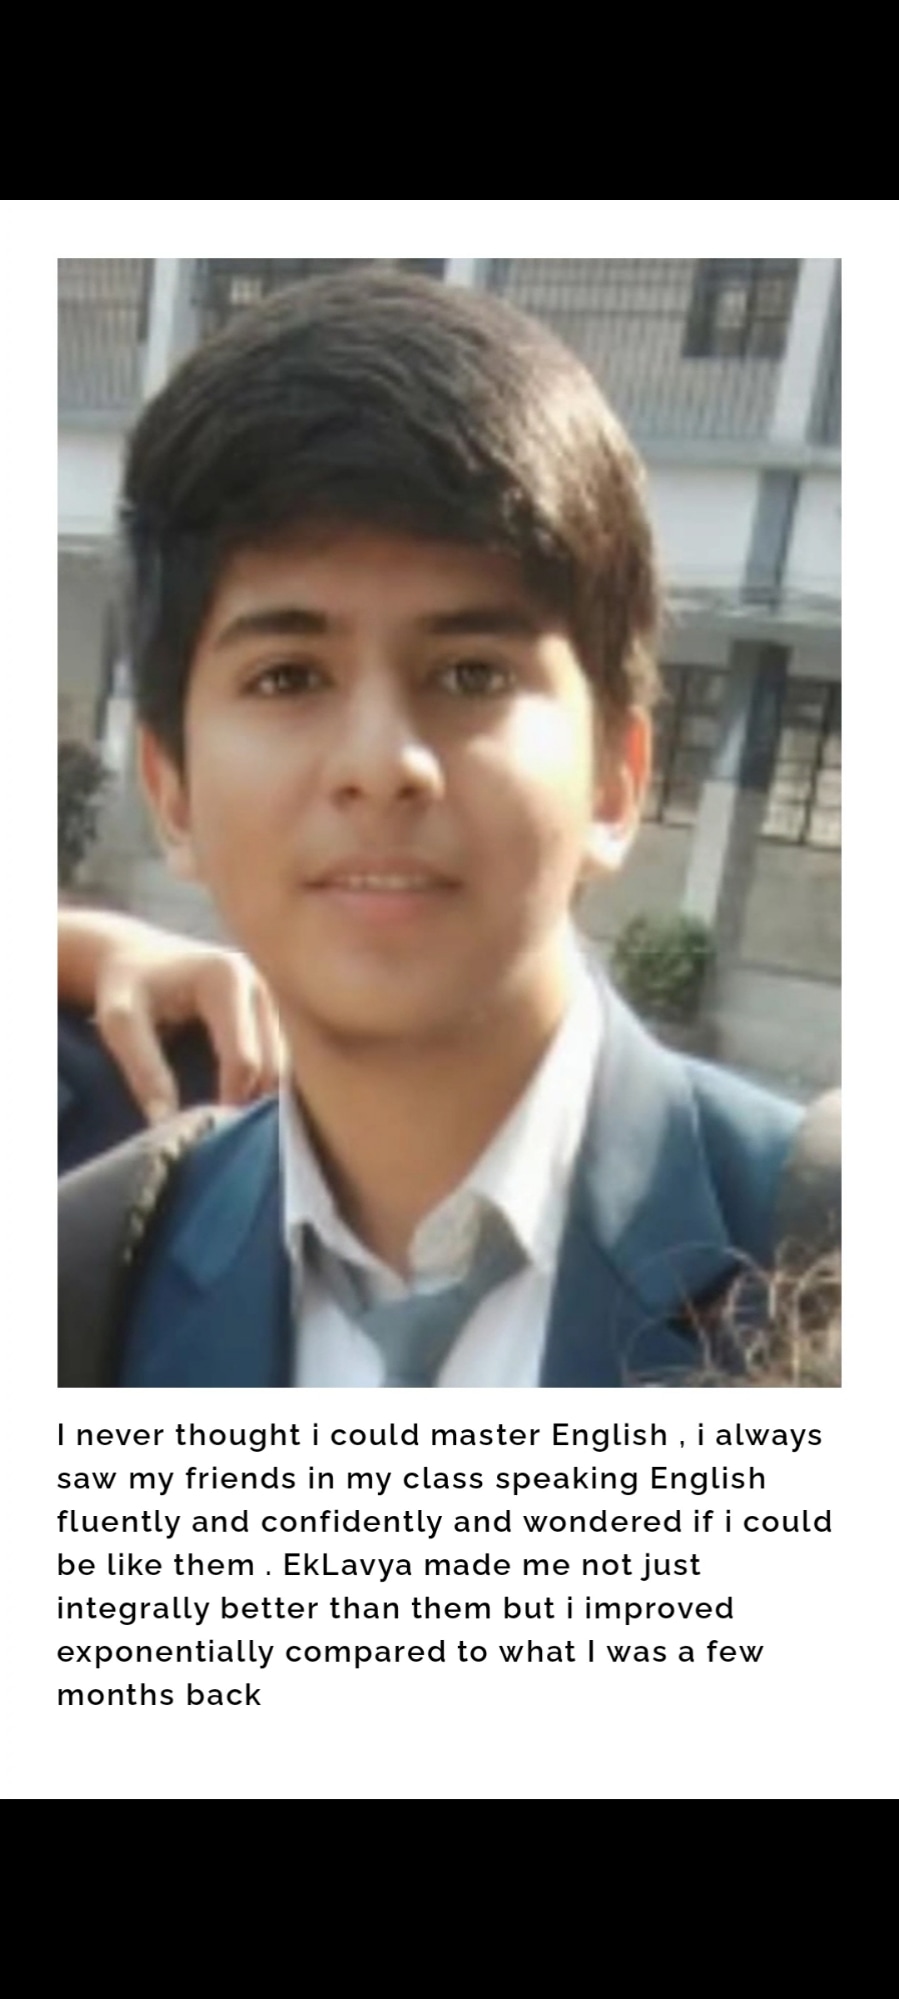 I never thought i could master English , i always
saw my friends in my class speaking English
fluently and confidently and wondered if i could
be like them . EkLavya made me not just
integrally better than them but i improved
exponentially compared to what I was a few
months back